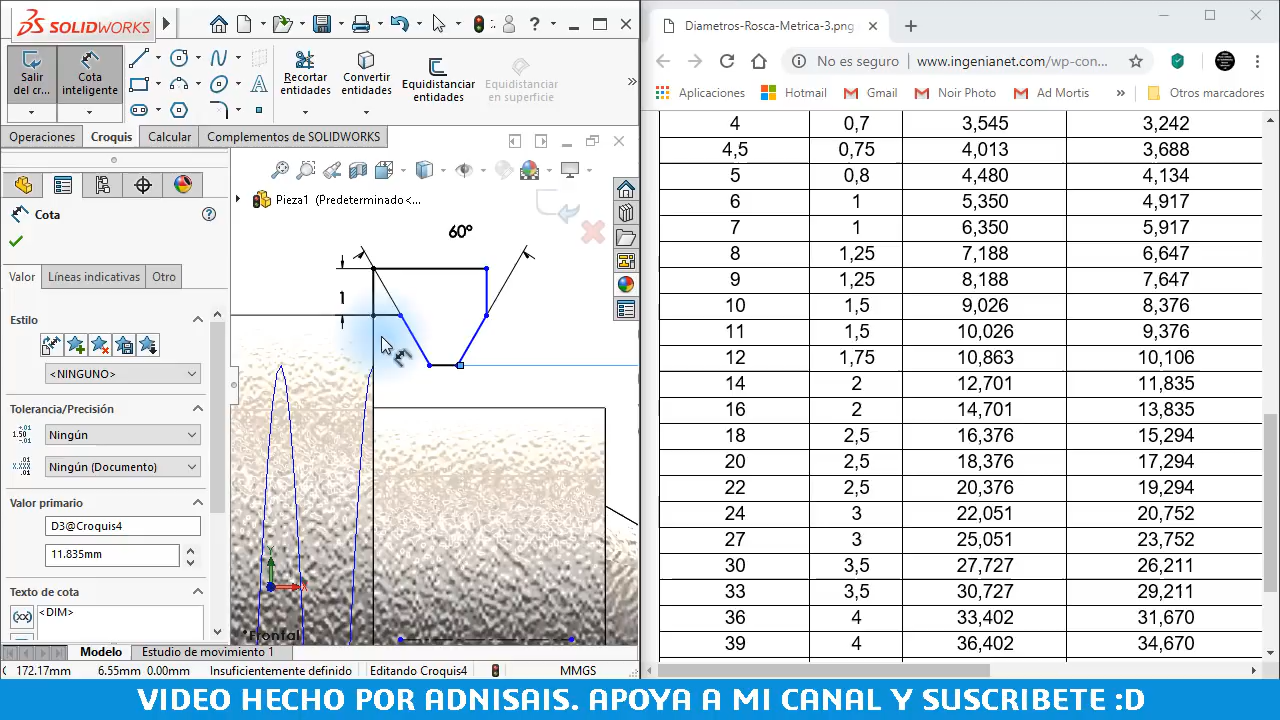 SOLIDWORKS
Salir
del cr...
Cota
inteligente
Recortar
entidades
Convertir
entidades
Equidistanciar
entidades
Equidistanciar
en superficie
Operaciones
Croquis
Calcular
Complementos de SOLIDWORKS
Cota
Valor
Líneas indicativas
Otro
Estilo
<NINGUNO>
Tolerancia/Precisión
Ningún
Ningún (Documento)
Valor primario
D3@Croquis4
11.835mm
Texto de cota
<DIM>
Pieza1 (Predeterminado <...
60°
1
Y
X
*Frontal
Modelo
Estudio de movimiento 1
172.17mm 6.55mm 0.00mm Insuficientemente definido Editando Croquis4 MMGS
Diametros-Rosca-Metrica-3.png
No es seguro | www.ingenianet.com/wp-con...
Aplicaciones Hotmail Gmail Noir Photo Ad Mortis » Otros marcadores
4 0,7 3,545 3,242
4,5 0,75 4,013 3,688
5 0,8 4,480 4,134
6 1 5,350 4,917
7 1 6,350 5,917
8 1,25 7,188 6,647
9 1,25 8,188 7,647
10 1,5 9,026 8,376
11 1,5 10,026 9,376
12 1,75 10,863 10,106
14 2 12,701 11,835
16 2 14,701 13,835
18 2,5 16,376 15,294
20 2,5 18,376 17,294
22 2,5 20,376 19,294
24 3 22,051 20,752
27 3 25,051 23,752
30 3,5 27,727 26,211
33 3,5 30,727 29,211
36 4 33,402 31,670
39 4 36,402 34,670
VIDEO HECHO POR ADNISAIS. APOYA A MI CANAL Y SUSCRIBETE :D